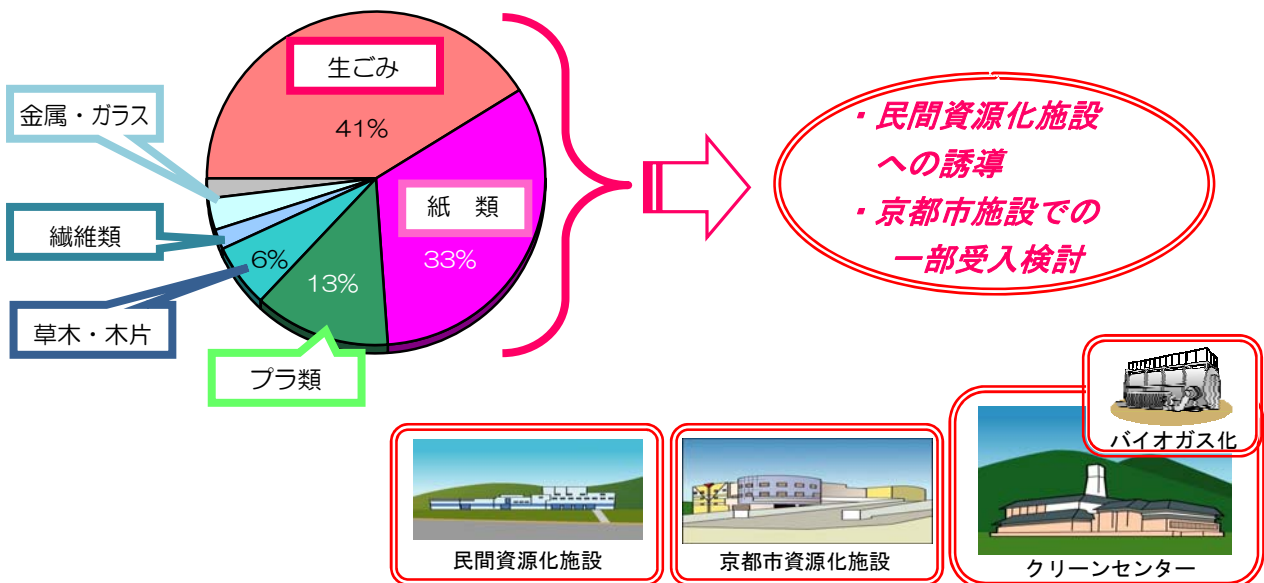 生ごみ
41%
金属・ガラス
紙　類
33%
繊維類
6%
13%
草木・木片
プラ類
・民間資源化施設
への誘導
・京都市施設での
一部受入検討
バイオガス化
民間資源化施設
京都市資源化施設
クリーンセンター